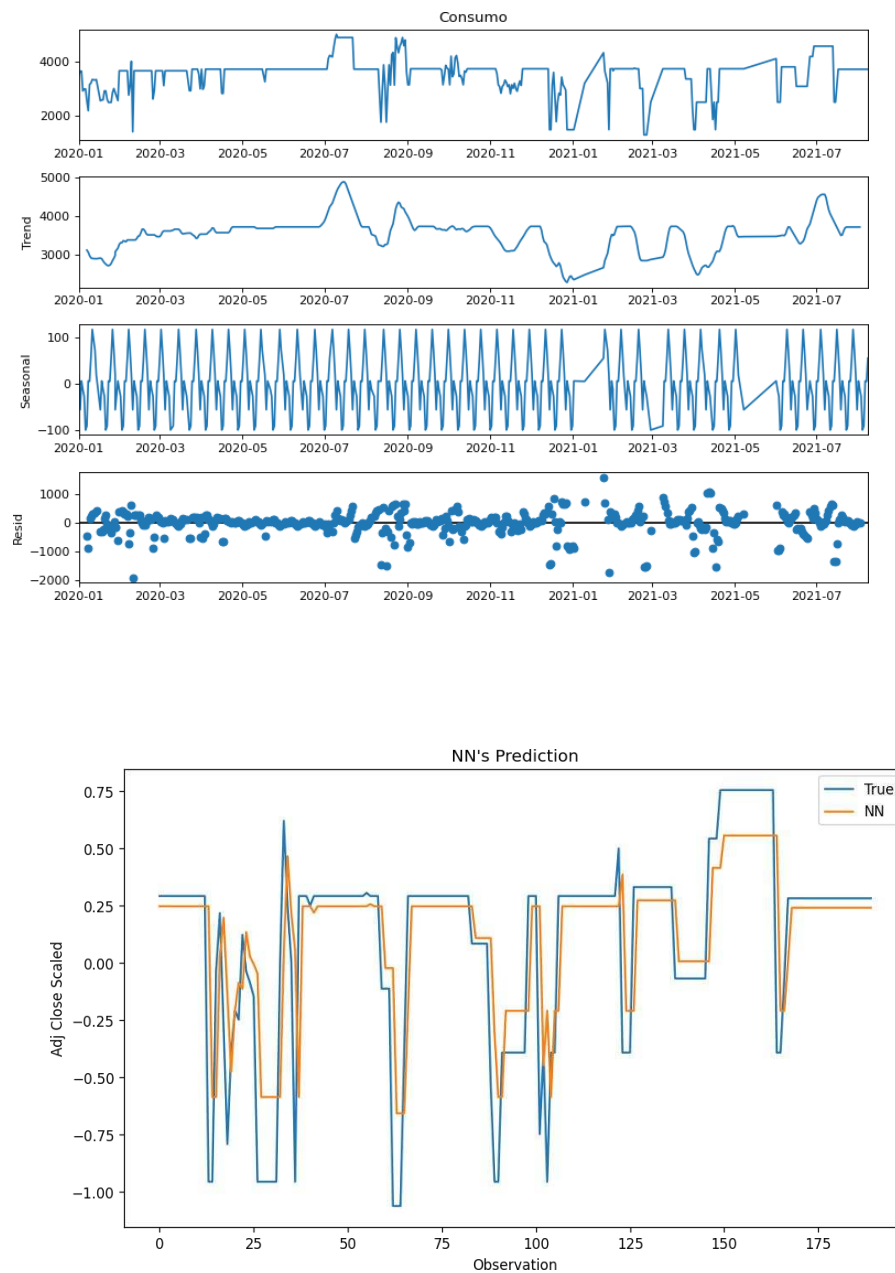 Consumo
4000
2000
2020-01 2020-03 2020-05 2020-07 2020-09 2020-11 2021-01 2021-03 2021-05 2021-07
Trend
5000
4000
3000
2020-01 2020-03 2020-05 2020-07 2020-09 2020-11 2021-01 2021-03 2021-05 2021-07
Seasonal
100
0
−100
2020-01 2020-03 2020-05 2020-07 2020-09 2020-11 2021-01 2021-03 2021-05 2021-07
Resid
1000
0
−1000
−2000
2020-01 2020-03 2020-05 2020-07 2020-09 2020-11 2021-01 2021-03 2021-05 2021-07
NN's Prediction
True
NN
Adj Close Scaled
0.75
0.50
0.25
0.00
−0.25
−0.50
−0.75
−1.00
0 25 50 75 100 125 150 175
Observation